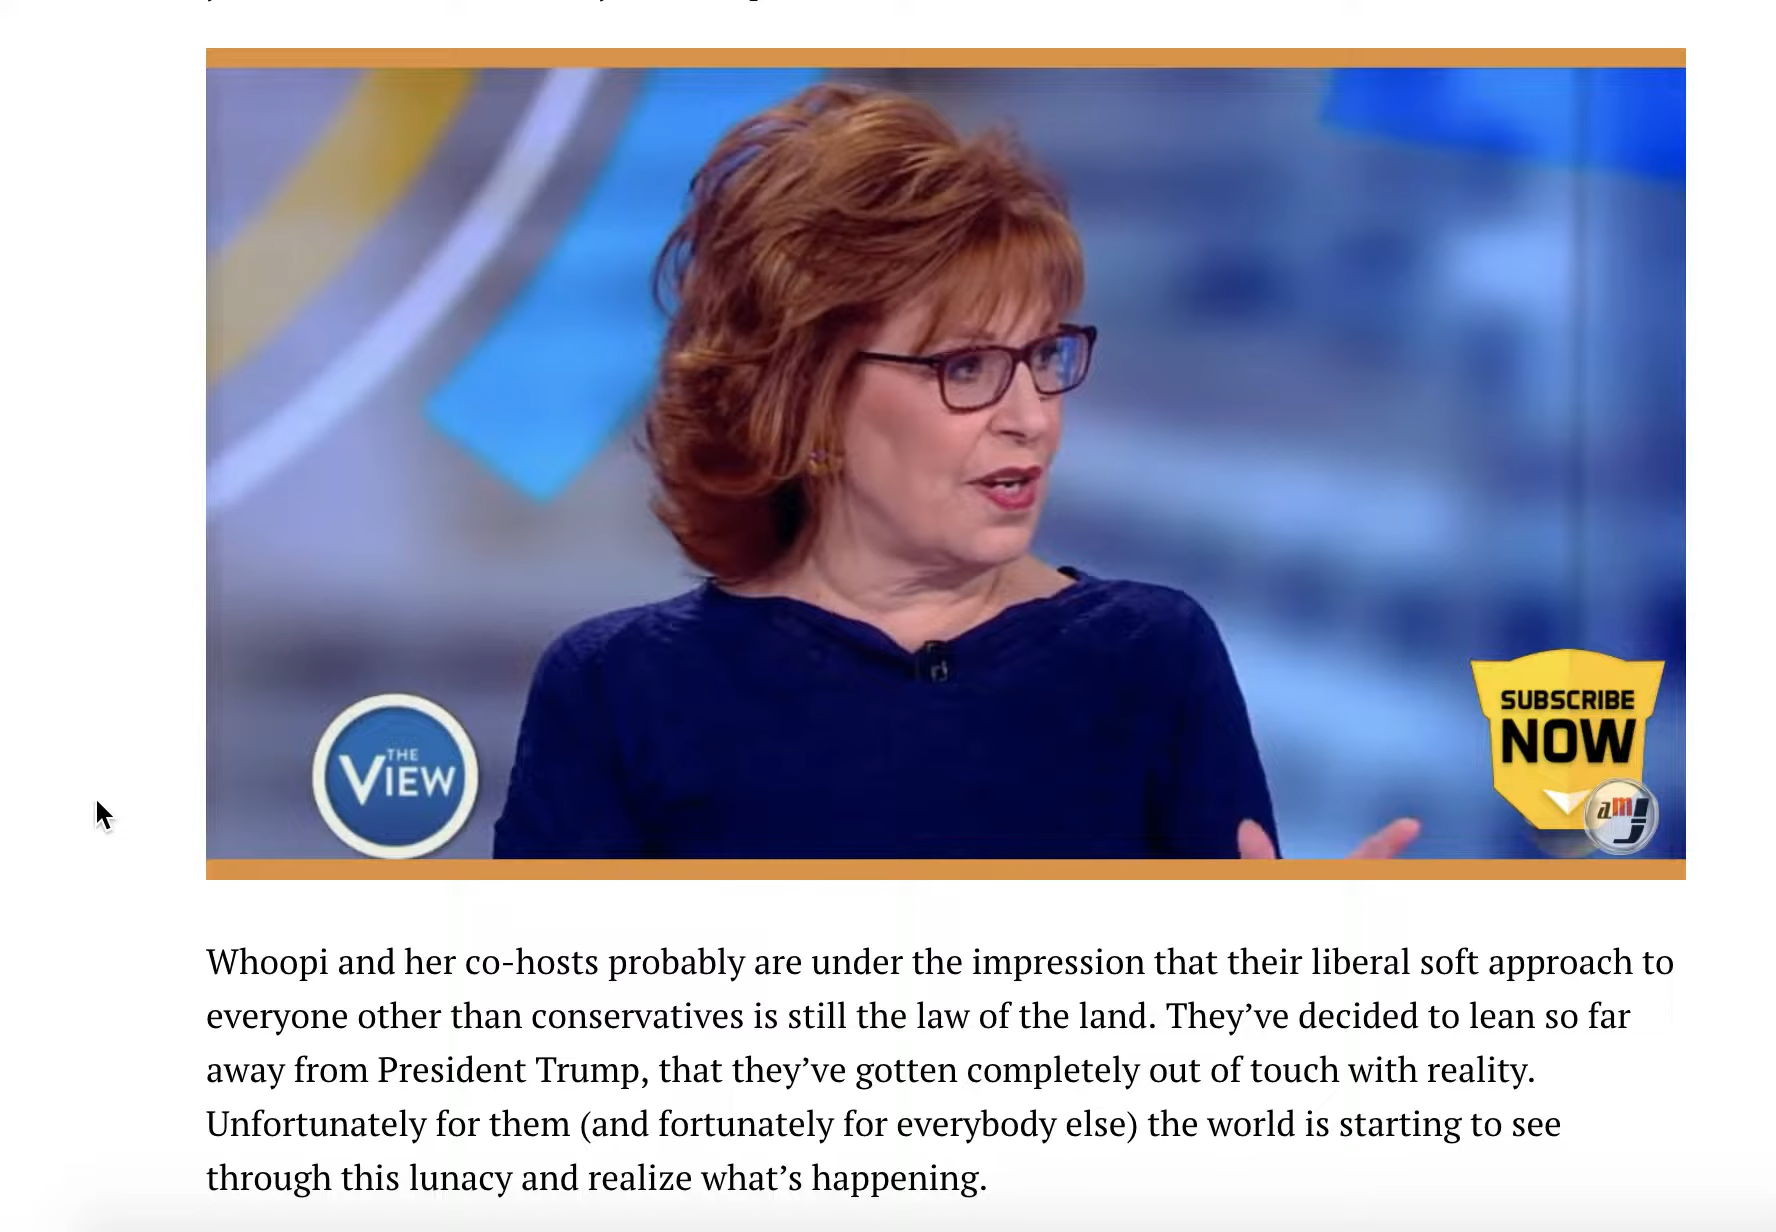 THE
VIEW
SUBSCRIBE
NOW
amj
Whoopi and her co-hosts probably are under the impression that their liberal soft approach to
everyone other than conservatives is still the law of the land. They’ve decided to lean so far
away from President Trump, that they’ve gotten completely out of touch with reality.
Unfortunately for them (and fortunately for everybody else) the world is starting to see
through this lunacy and realize what’s happening.